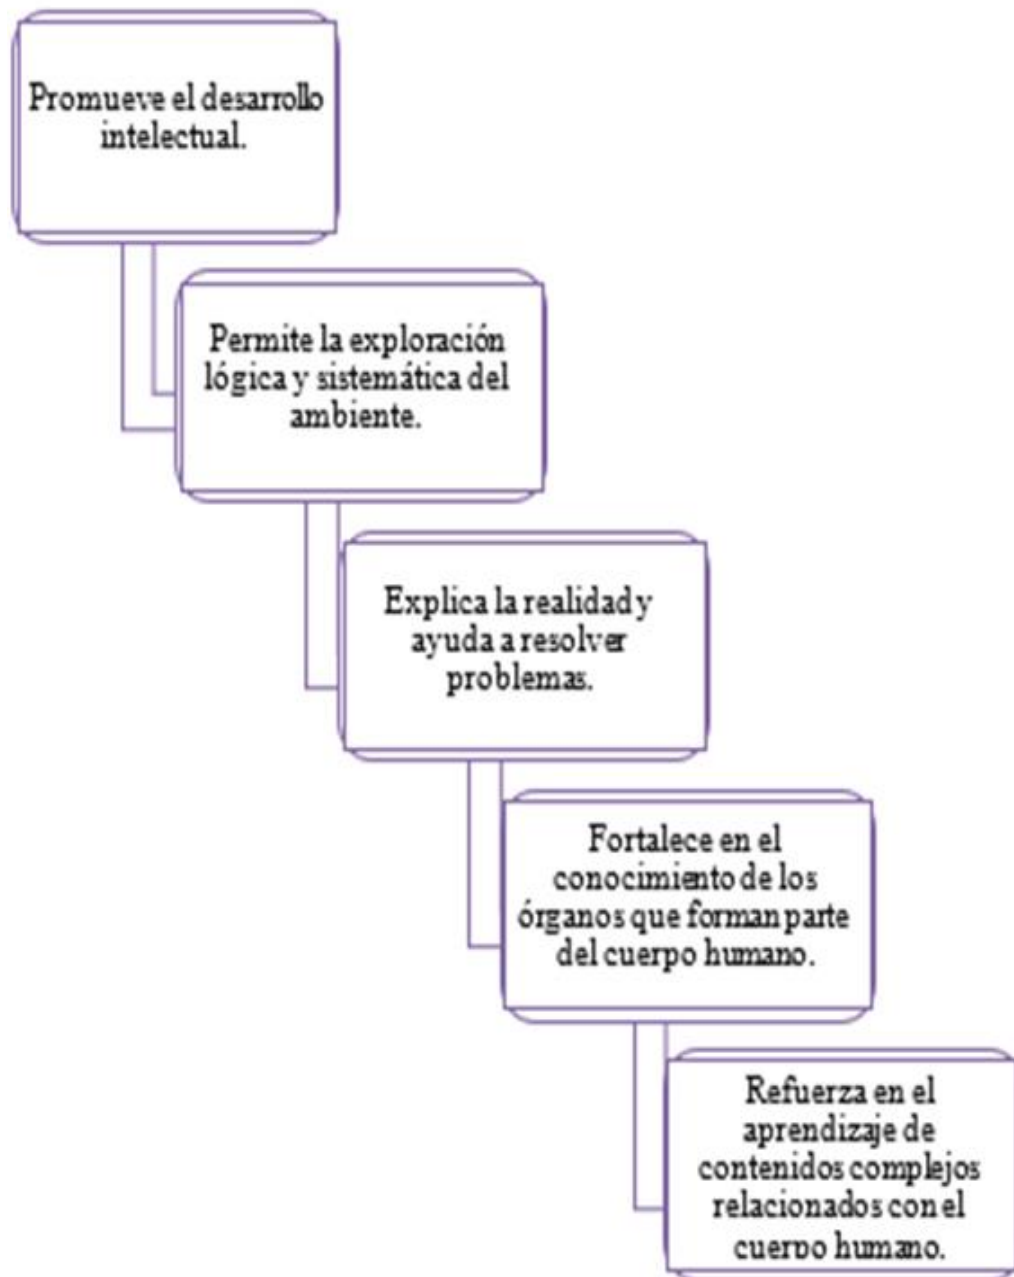 Promueve el desarrollo
intelectual.
Permite la exploración
lógica y sistemática del
ambiente.
Explica la realidad y
ayuda a resolver
problemas.
Fortalece en el
conocimiento de los
órganos que forman parte
del cuerpo humano.
Refuerza en el
aprendizaje de
contenidos complejos
relacionados con el
cuerpo humano.